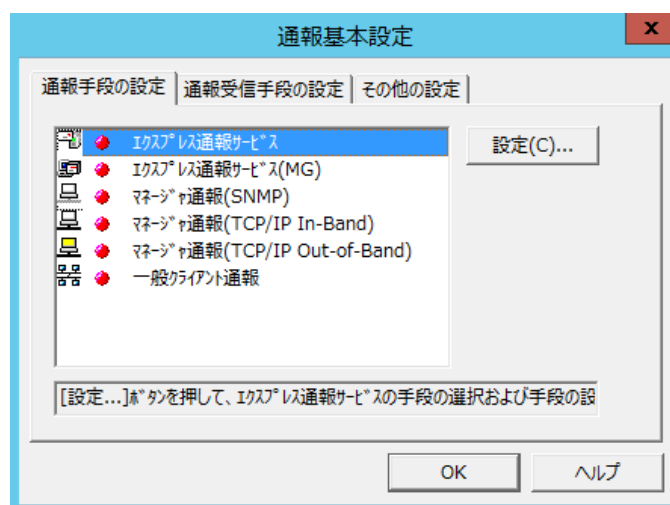 通報基本設定
x
通報手段の設定 通報受信手段の設定 その他の設定
ｴｸｽﾌﾟﾚｽ通報ｻｰﾋﾞｽ
設定(C)...
ｴｸｽﾌﾟﾚｽ通報ｻｰﾋﾞｽ(MG)
ﾏﾈｰｼﾞｬ通報(SNMP)
ﾏﾈｰｼﾞｬ通報(TCP/IP In-Band)
ﾏﾈｰｼﾞｬ通報(TCP/IP Out-of-Band)
一般ｸﾗｲｱﾝﾄ通報
[設定...]ﾎﾞﾀﾝを押して、ｴｸｽﾌﾟﾚｽ通報ｻｰﾋﾞｽの手段の選択および手段の設
OK ヘルプ